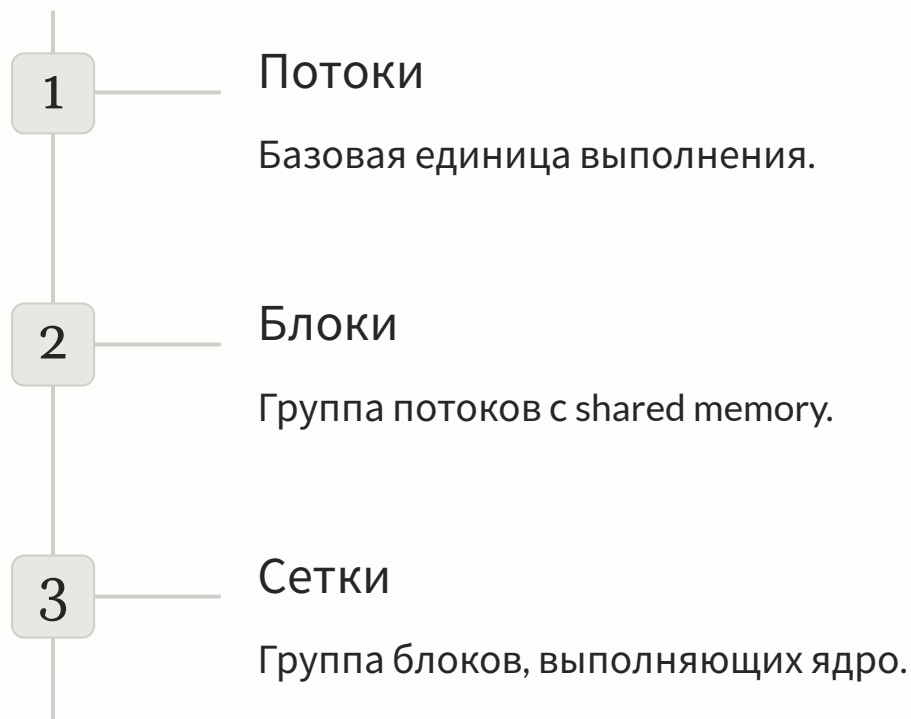 1
Потоки
Базовая единица выполнения.
2
Блоки
Группа потоков с shared memory.
3
Сетки
Группа блоков, выполняющих ядро.